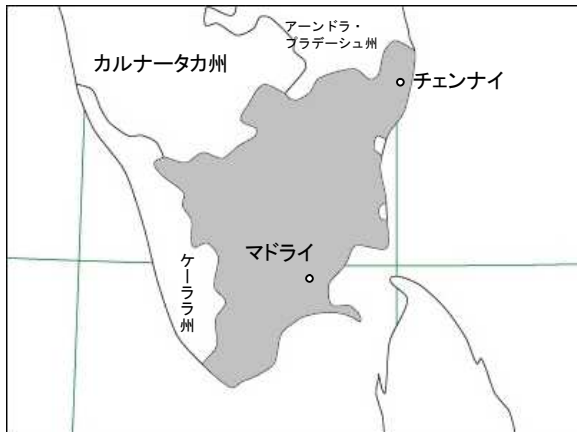 アーンドラ・
プラデーシュ州
カルナータカ州
チェンナイ
マドライ
ケーララ州